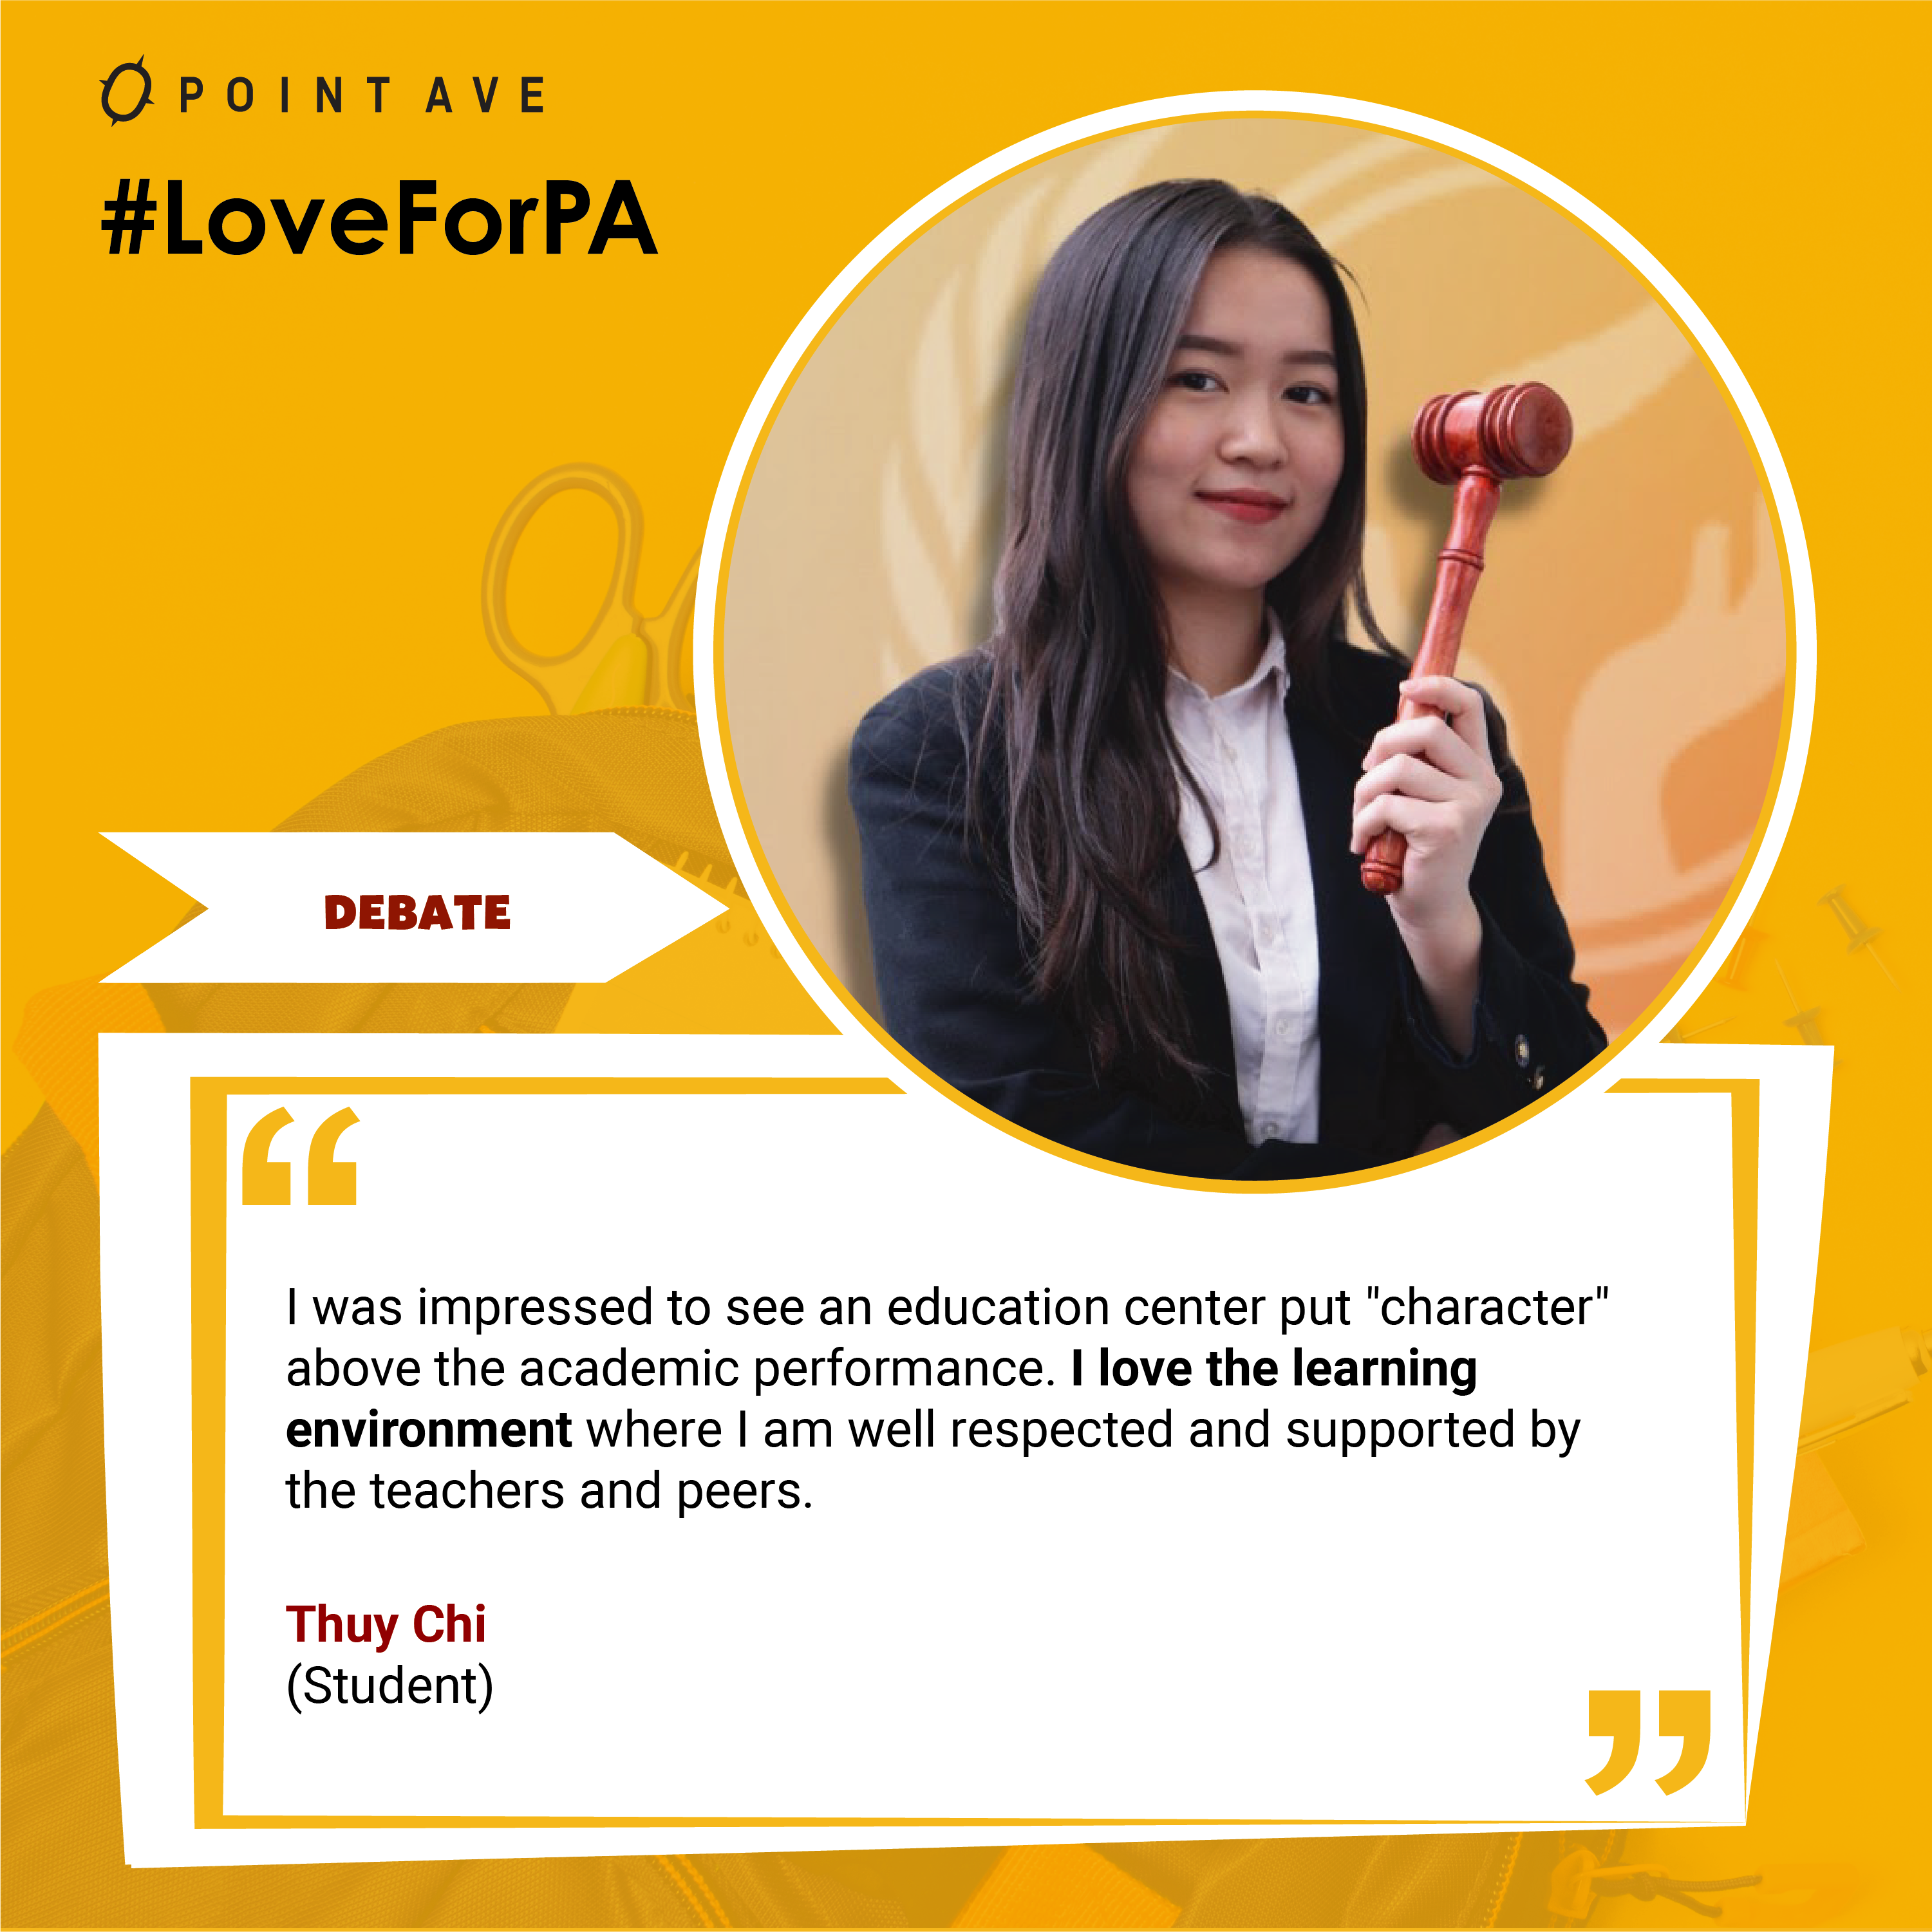 POINT AVE
#LoveForPA
DEBATE
“
I was impressed to see an education center put "character"
above the academic performance. I love the learning
environment where I am well respected and supported by
the teachers and peers.
Thuy Chi
(Student)
”